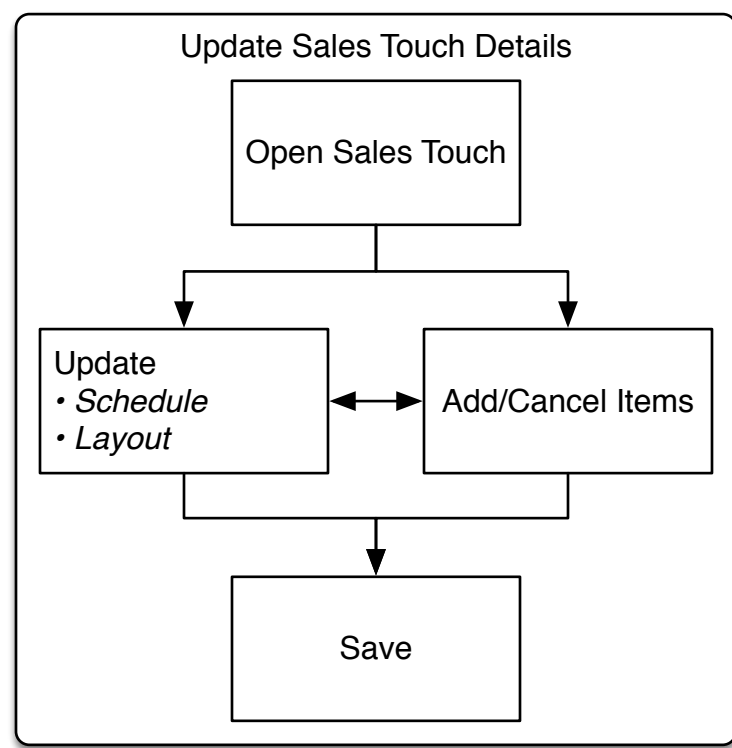 Update Sales Touch Details
Open Sales Touch
Update
• Schedule
• Layout
Add/Cancel Items
Save